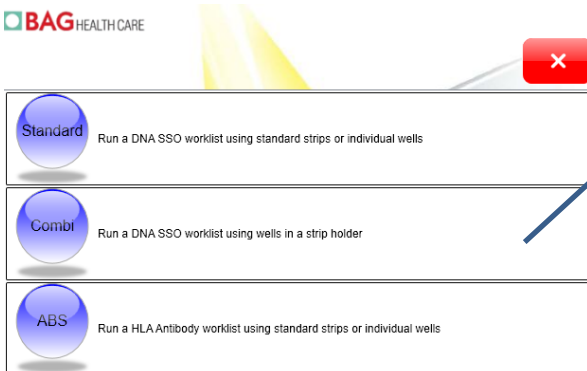 BAG HEALTH CARE
Standard
Run a DNA SSO worklist using standard strips or individual wells
Combi
Run a DNA SSO worklist using wells in a strip holder
ABS
Run a HLA Antibody worklist using standard strips or individual wells